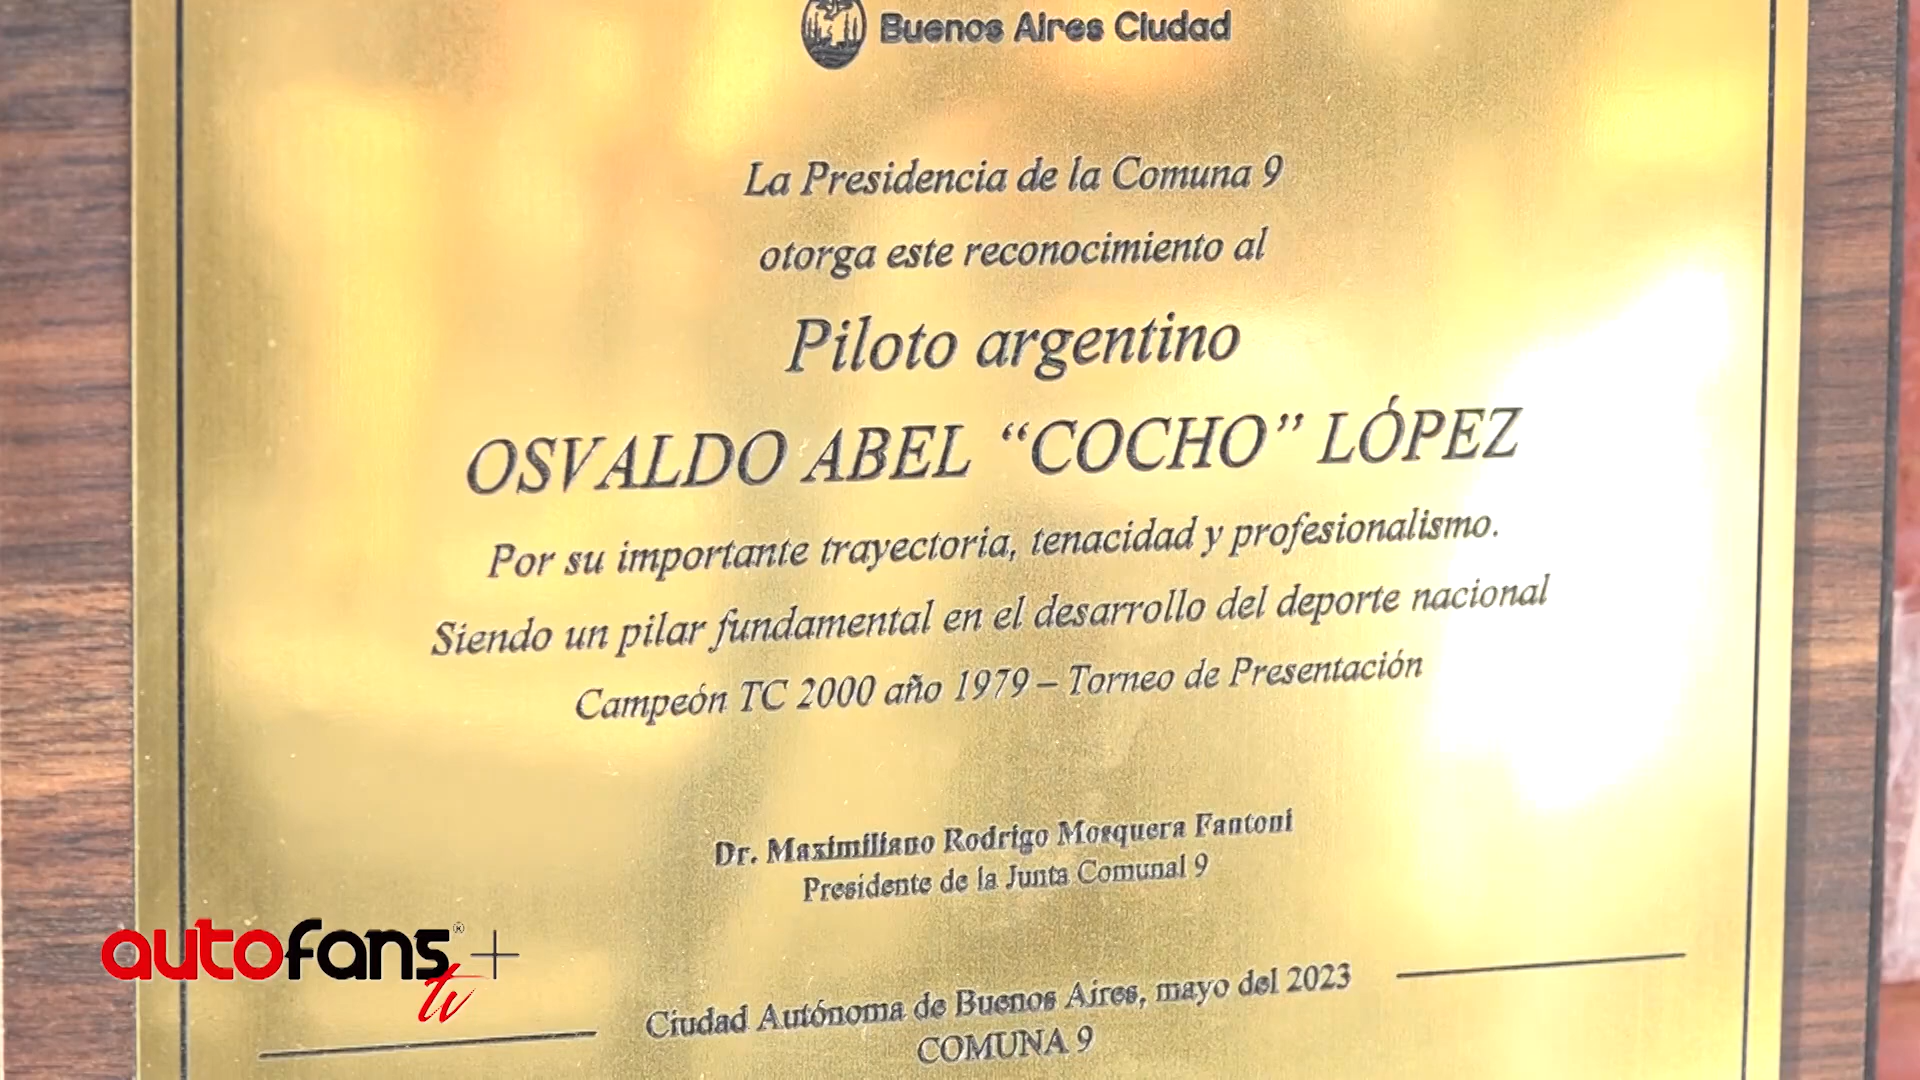 Buenos Aires Ciudad
La Presidencia de la Comuna 9
otorga este reconocimiento al
Piloto argentino
OSVALDO ABEL “COCHO” LÓPEZ
Por su importante trayectoria, tenacidad y profesionalismo.
Siendo un pilar fundamental en el desarrollo del deporte nacional
Campeón TC 2000 año 1979 – Torneo de Presentación
Dr. Maximiliano Rodrigo Mosquera Fantoni
Presidente de la Junta Comunal 9
autofans® +
tv
Ciudad Autónoma de Buenos Aires, mayo del 2023
COMUNA 9